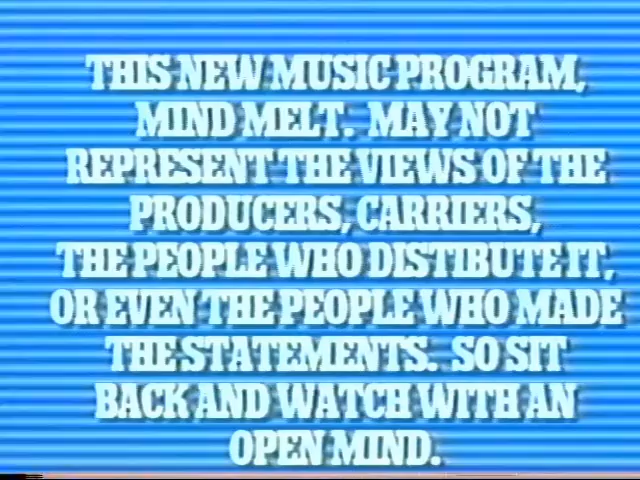 THIS NEW MUSIC PROGRAM,
MIND MELT. MAY NOT
REPRESENT THE VIEWS OF THE
PRODUCERS, CARRIERS,
THE PEOPLE WHO DISTIBUTE IT,
OR EVEN THE PEOPLE WHO MADE
THE STATEMENTS. SO SIT
BACK AND WATCH WITH AN
OPEN MIND.